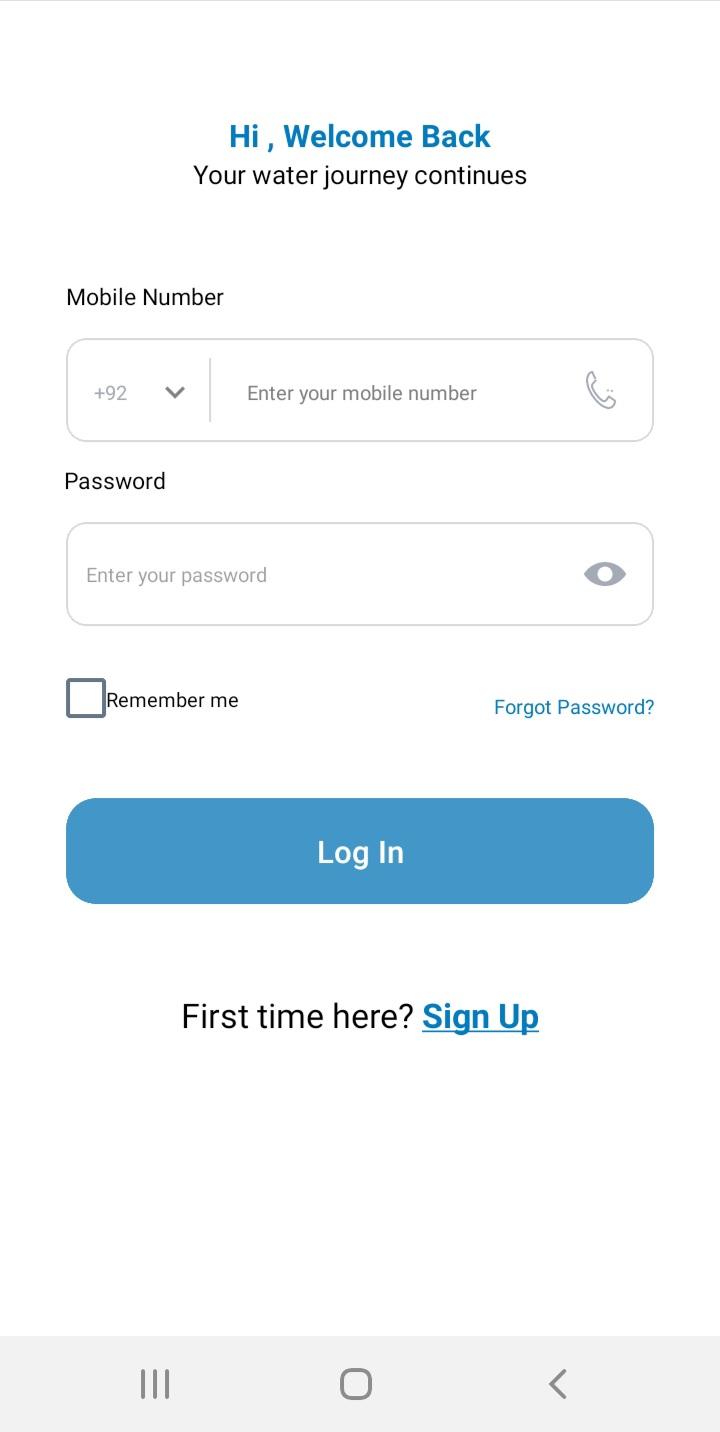 Hi , Welcome Back
Your water journey continues
Mobile Number
+92 Enter your mobile number
Password
Enter your password
Remember me Forgot Password?
Log In
First time here? Sign Up